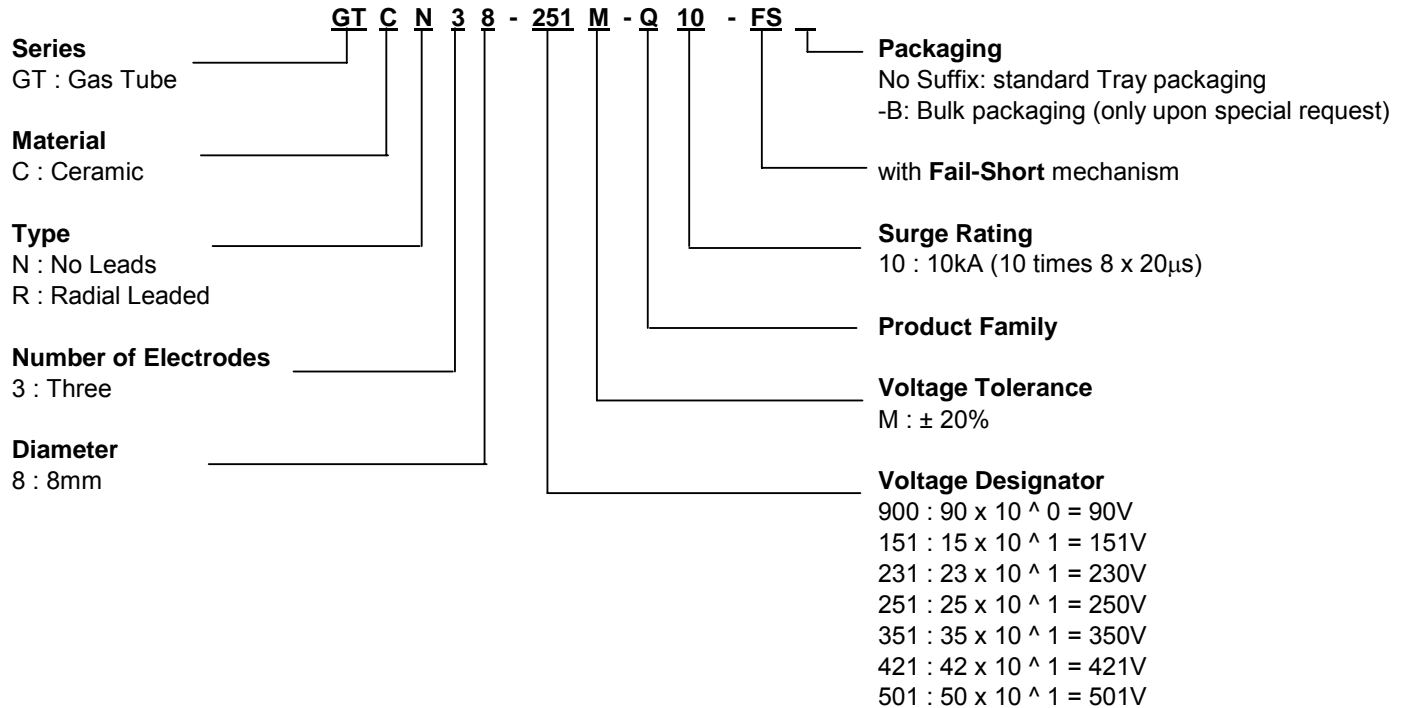 GT C N 3 8 - 251 M - Q 10 - FS _
Series
GT : Gas Tube
Material
C : Ceramic
Type
N : No Leads
R : Radial Leaded
Number of Electrodes
3 : Three
Diameter
8 : 8mm
Packaging
No Suffix: standard Tray packaging
-B: Bulk packaging (only upon special request)
with Fail-Short mechanism
Surge Rating
10 : 10kA (10 times 8 x 20μs)
Product Family
Voltage Tolerance
M : ± 20%
Voltage Designator
900 : 90 x 10 ^ 0 = 90V
151 : 15 x 10 ^ 1 = 151V
231 : 23 x 10 ^ 1 = 230V
251 : 25 x 10 ^ 1 = 250V
351 : 35 x 10 ^ 1 = 350V
421 : 42 x 10 ^ 1 = 421V
501 : 50 x 10 ^ 1 = 501V